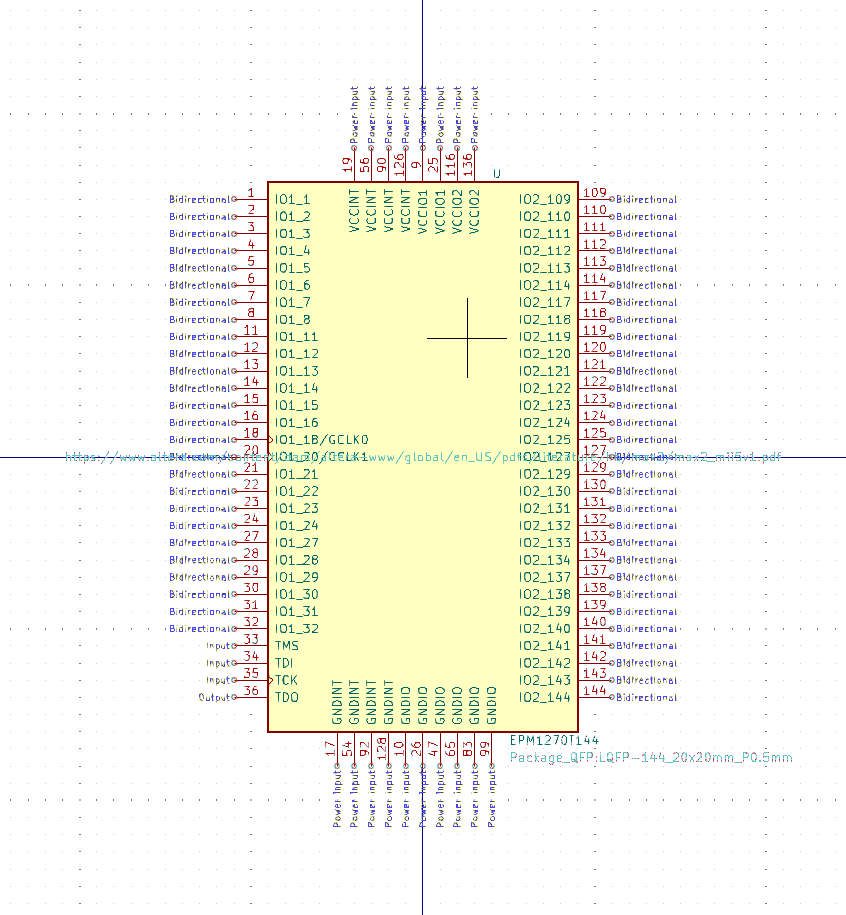 Power Input Power Input Power Input Power Input Power Input Power Input Power Input Power Input
19 56 90 126 9 25 116 136
U
VCCINT VCCINT VCCINT VCCINT VCCIO1 VCCIO1 VCCIO2 VCCIO2
Bidirectional 1 IO1_1 IO2_109 109 Bidirectional
Bidirectional 2 IO1_2 IO2_110 110 Bidirectional
Bidirectional 3 IO1_3 IO2_111 111 Bidirectional
Bidirectional 4 IO1_4 IO2_112 112 Bidirectional
Bidirectional 5 IO1_5 IO2_113 113 Bidirectional
Bidirectional 6 IO1_6 IO2_114 114 Bidirectional
Bidirectional 7 IO1_7 IO2_117 117 Bidirectional
Bidirectional 8 IO1_8 IO2_118 118 Bidirectional
Bidirectional 11 IO1_11 IO2_119 119 Bidirectional
Bidirectional 12 IO1_12 IO2_120 120 Bidirectional
Bidirectional 13 IO1_13 IO2_121 121 Bidirectional
Bidirectional 14 IO1_14 IO2_122 122 Bidirectional
Bidirectional 15 IO1_15 IO2_123 123 Bidirectional
Bidirectional 16 IO1_16 IO2_124 124 Bidirectional
Bidirectional 18 IO1_18/GCLK0 IO2_125 125 Bidirectional
Bidirectional 20 IO1_20/GCLK1 IO2_127 127 Bidirectional
https://www.altera.com/content/dam/altera-www/global/en_US/pdfs/literature/hb/max2/max2_mii5v1.pdf
Bidirectional 21 IO1_21 IO2_129 129 Bidirectional
Bidirectional 22 IO1_22 IO2_130 130 Bidirectional
Bidirectional 23 IO1_23 IO2_131 131 Bidirectional
Bidirectional 24 IO1_24 IO2_132 132 Bidirectional
Bidirectional 27 IO1_27 IO2_133 133 Bidirectional
Bidirectional 28 IO1_28 IO2_134 134 Bidirectional
Bidirectional 29 IO1_29 IO2_137 137 Bidirectional
Bidirectional 30 IO1_30 IO2_138 138 Bidirectional
Bidirectional 31 IO1_31 IO2_139 139 Bidirectional
Bidirectional 32 IO1_32 IO2_140 140 Bidirectional
Input 33 TMS IO2_141 141 Bidirectional
Input 34 TDI IO2_142 142 Bidirectional
Input 35 TCK IO2_143 143 Bidirectional
Output 36 TDO IO2_144 144 Bidirectional
GNDINT GNDINT GNDINT GNDINT GNDIO GNDIO GNDIO GNDIO GNDIO GNDIO
17 54 92 128 10 26 47 65 83 99
EPM1270T144
Package_QFP:LQFP-144_20x20mm_P0.5mm
Power Input Power Input Power Input Power Input Power Input Power Input Power Input Power Input Power Input Power Input